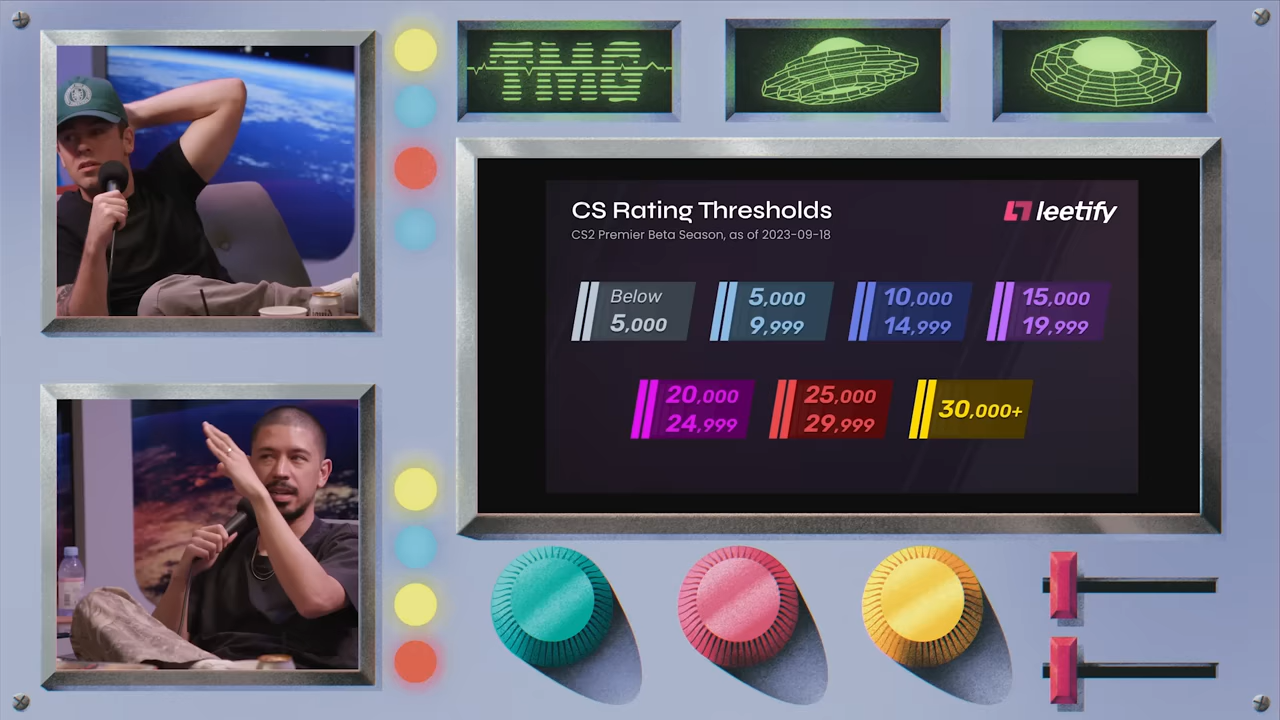 TMG
CS Rating Thresholds
leetify
CS2 Premier Beta Season, as of 2023-09-18
Below
5,000
5,000
9,999
10,000
14,999
15,000
19,999
20,000
24,999
25,000
29,999
30,000+